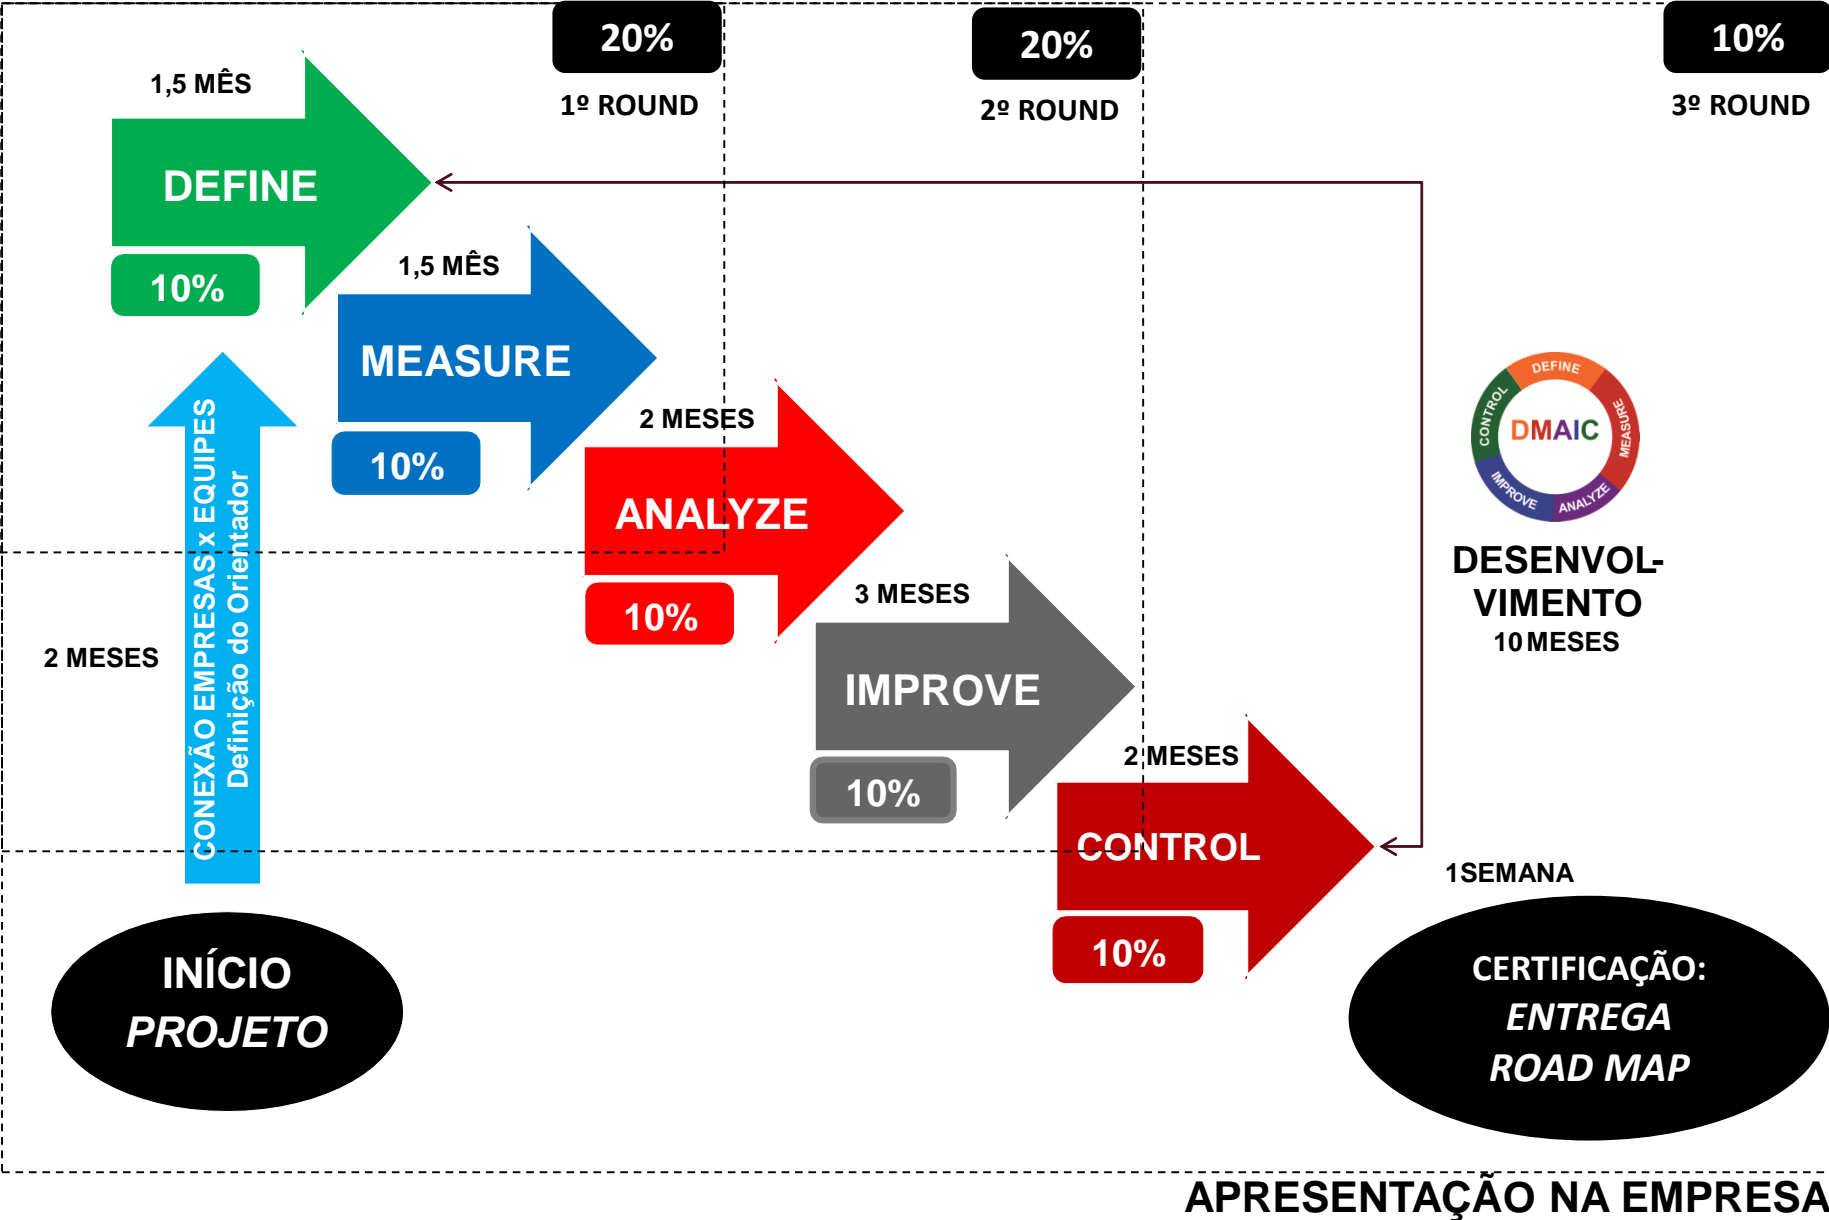 20%
20%
10%
1º ROUND
2º ROUND
3º ROUND
1,5 MÊS
DEFINE
10%
1,5 MÊS
MEASURE
10%
2 MESES
ANALYZE
10%
3 MESES
IMPROVE
10%
2 MESES
CONTROL
10%
CONEXÃO EMPRESAS x EQUIPES
Definição do Orientador
2 MESES
INÍCIO
PROJETO
DEFINE
MEASURE
ANALYZE
IMPROVE
CONTROL
DMAIC
DESENVOL-
VIMENTO
10 MESES
1SEMANA
CERTIFICAÇÃO:
ENTREGA
ROAD MAP
APRESENTAÇÃO NA EMPRESA